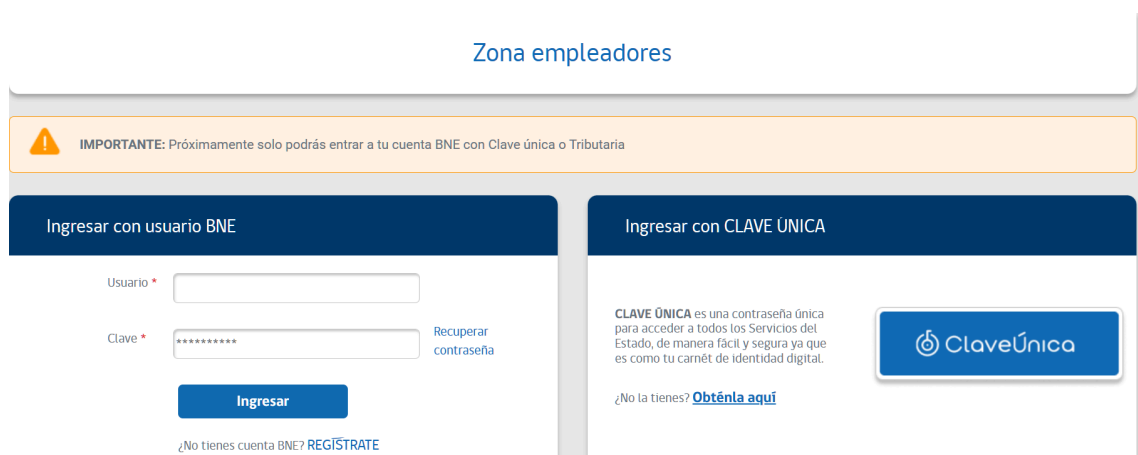 Zona empleadores
IMPORTANTE: Próximamente solo podrás entrar a tu cuenta BNE con Clave única o Tributaria
Ingresar con usuario BNE
Usuario *
Clave *
**********
Recuperar
contraseña
Ingresar
¿No tienes cuenta BNE? REGÍSTRATE
Ingresar con CLAVE ÚNICA
CLAVE ÚNICA es una contraseña única
para acceder a todos los Servicios del
Estado, de manera fácil y segura ya que
es como tu carnét de identidad digital.
¿No la tienes? Obténla aquí
ClaveÚnica